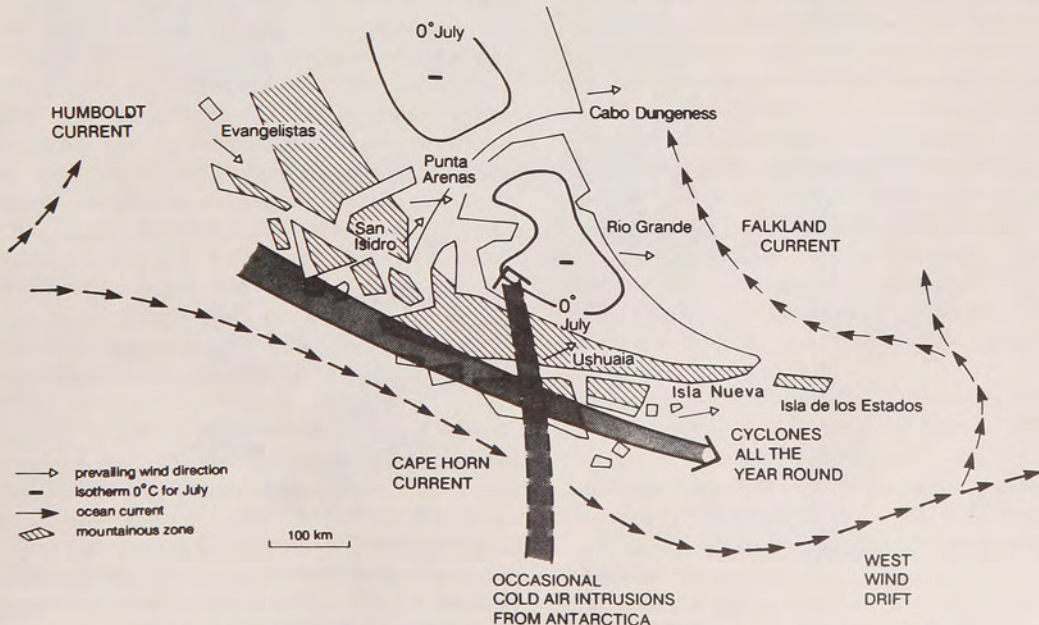 0° July
HUMBOLDT
CURRENT
Evangelistas
Cabo Dungeness
Punta
Arenas
San
Isidro
Rio Grande
FALKLAND
CURRENT
0°
July
Ushuaia
Isla Nueva
Isla de los Estados
CYCLONES
ALL THE
YEAR ROUND
CAPE HORN
CURRENT
prevailing wind direction
isotherm 0°C for July
ocean current
mountainous zone
100 km
OCCASIONAL
COLD AIR INTRUSIONS
FROM ANTARCTICA
WEST
WIND
DRIFT